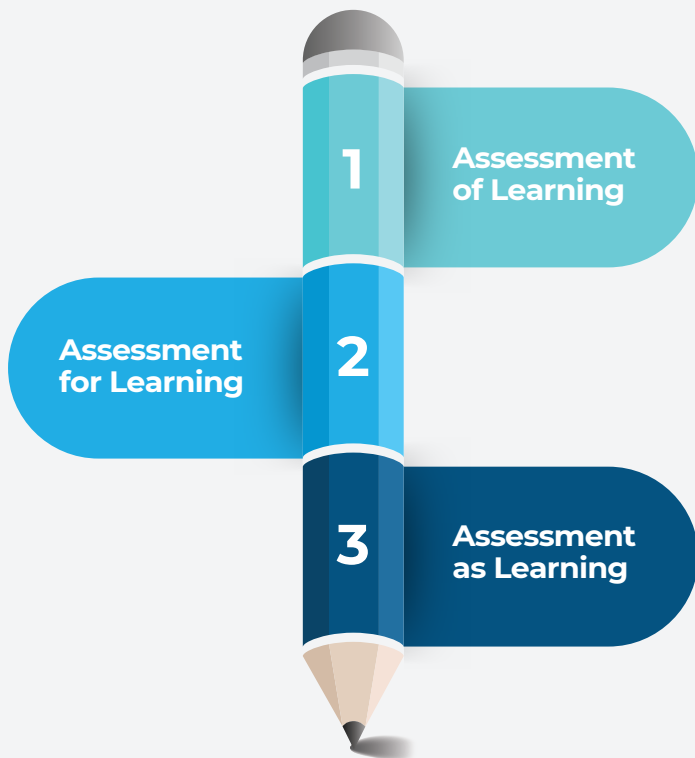 1
Assessment
of Learning
2
Assessment
for Learning
3
Assessment
as Learning